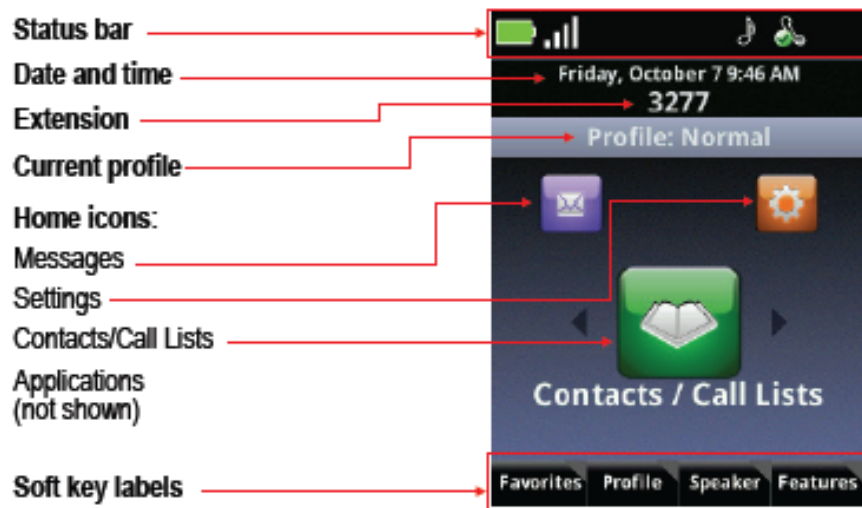 Status bar
Date and time
Extension
Current profile
Home icons:
Messages
Settings
Contacts/Call Lists
Applications
(not shown)
Soft key labels
Friday, October 7 9:46 AM
3277
Profile: Normal
Contacts / Call Lists
Favorites Profile Speaker Features